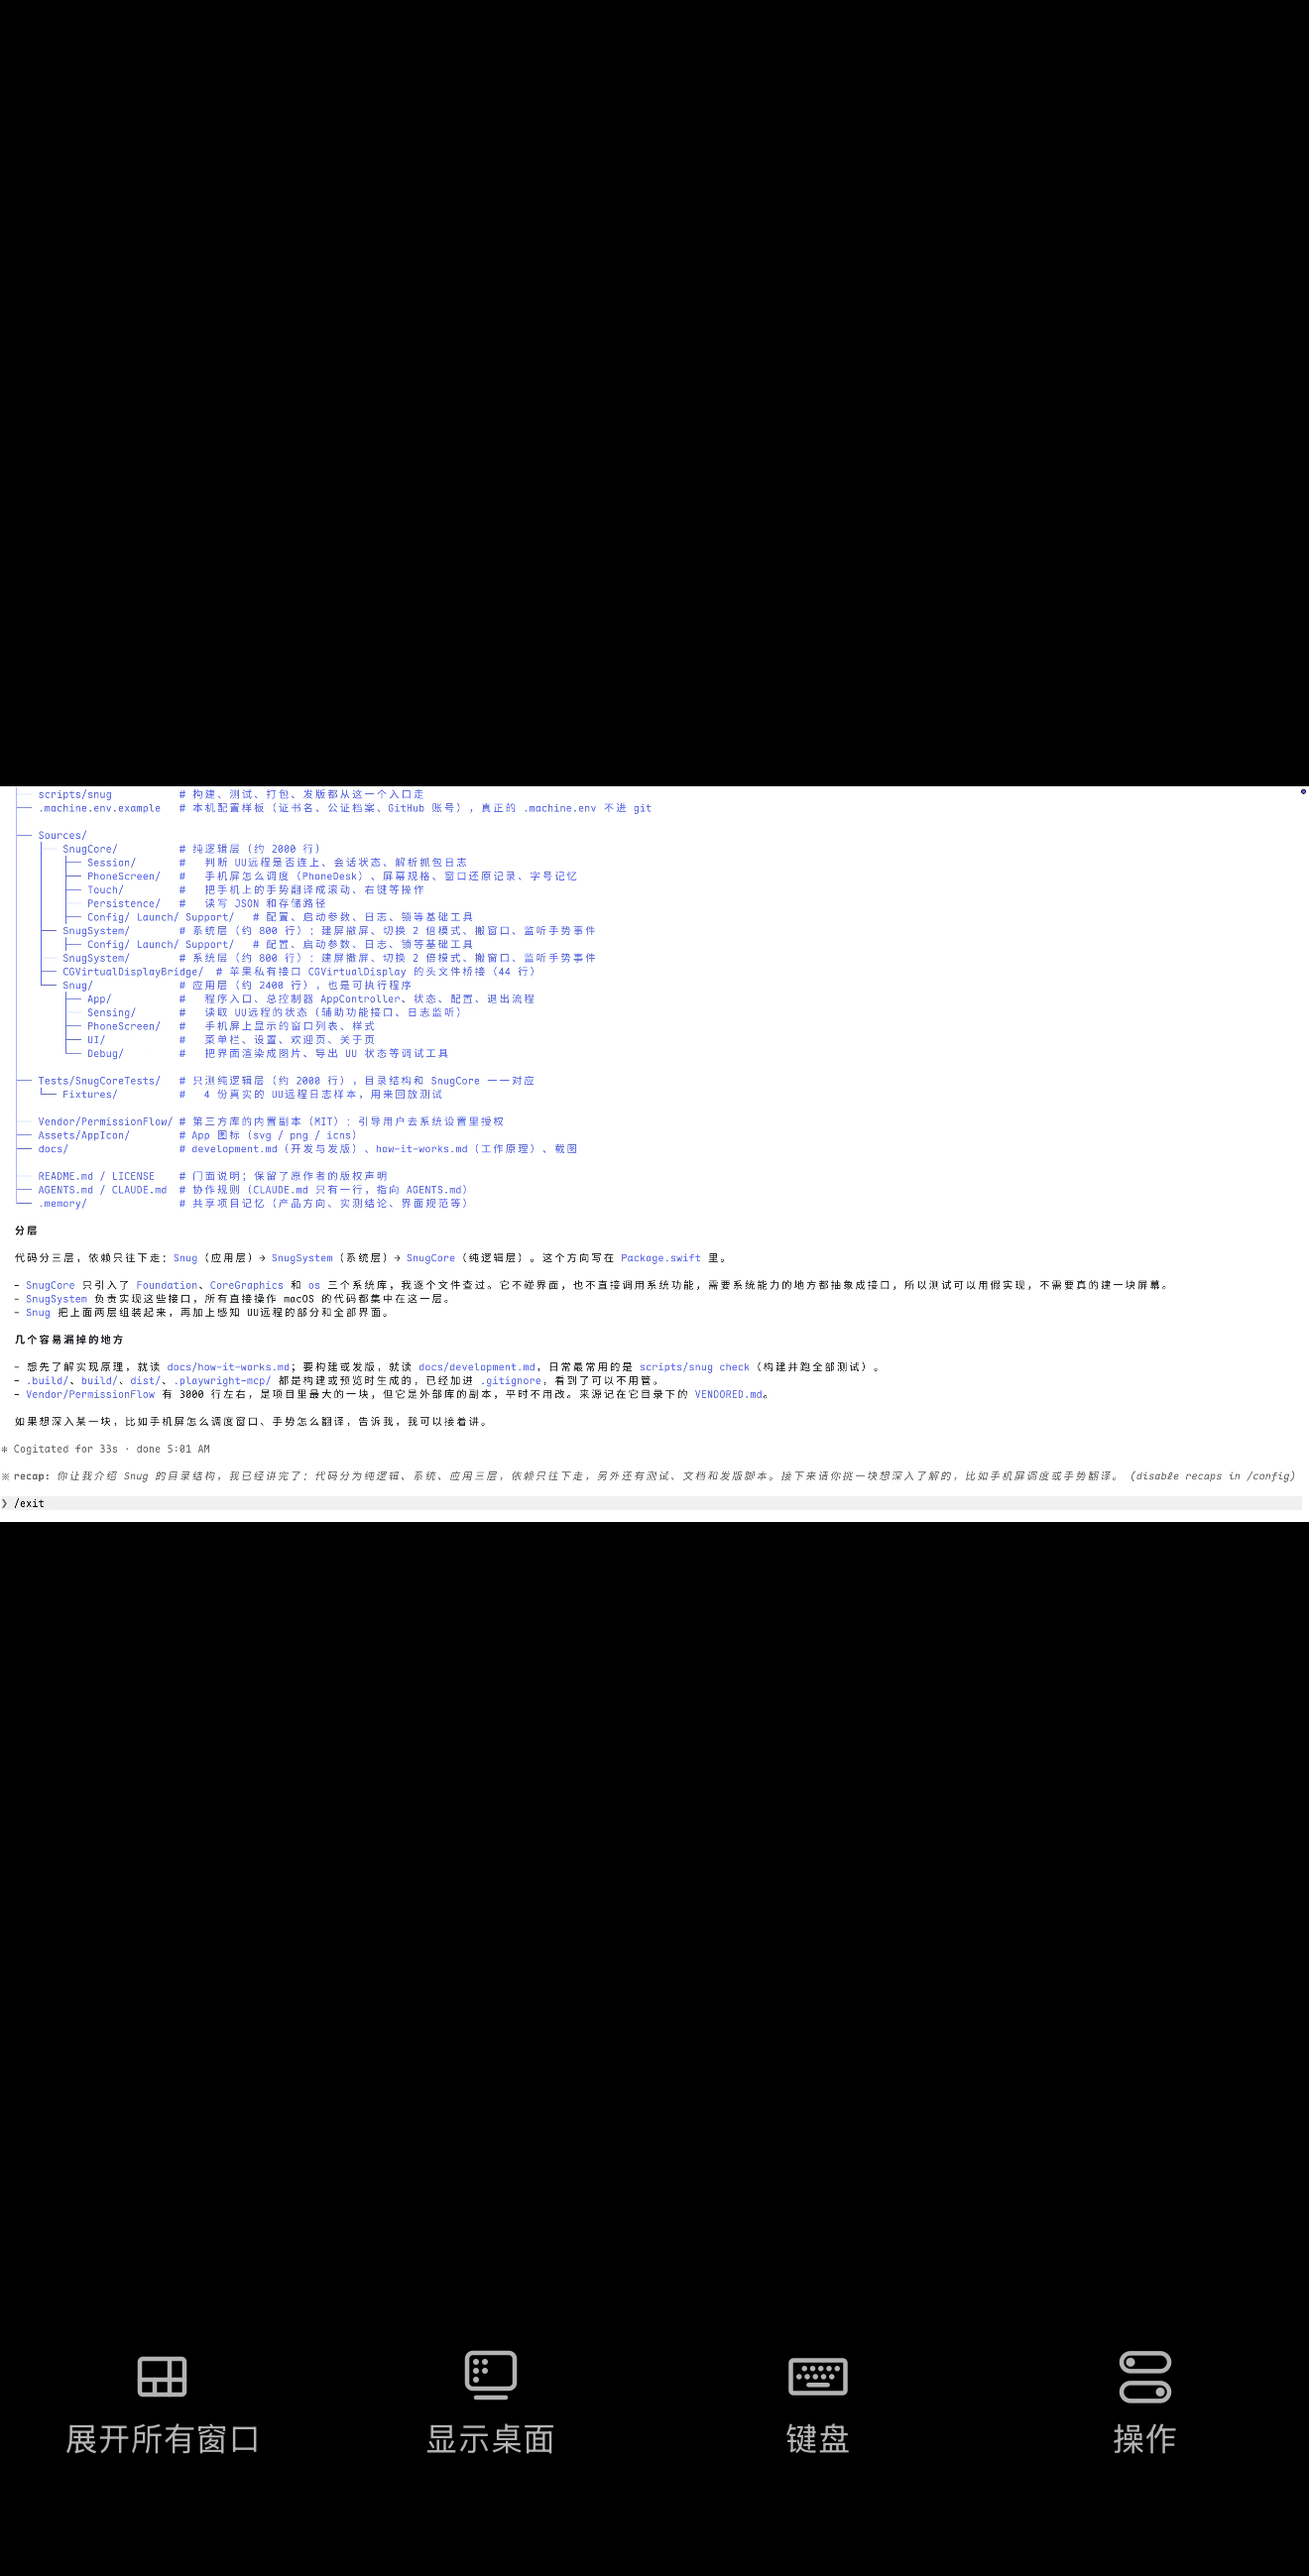 ├── scripts/snug # 构建、测试、打包、发版都从这一个入口走
├── .machine.env.example # 本机配置样板（证书名、公证档案、GitHub 账号），真正的 .machine.env 不进 git
├── Sources/
│ ├── SnugCore/ # 纯逻辑层（约 2000 行）
│ │ ├── Session/ # 判断 UU远程是否连上、会话状态、解析抓包日志
│ │ ├── PhoneScreen/ # 手机屏怎么调度（PhoneDesk）、屏幕规格、窗口还原记录、字号记忆
│ │ ├── Touch/ # 把手机上的手势翻译成滚动、右键等操作
│ │ ├── Persistence/ # 读写 JSON 和存储路径
│ │ ├── Config/ Launch/ Support/ # 配置、启动参数、日志、锁等基础工具
│ ├── SnugSystem/ # 系统层（约 800 行）：建屏撤屏、切换 2 倍模式、搬窗口、监听手势事件
│ │ ├── Config/ Launch/ Support/ # 配置、启动参数、日志、锁等基础工具
│ ├── SnugSystem/ # 系统层（约 800 行）：建屏撤屏、切换 2 倍模式、搬窗口、监听手势事件
│ ├── CGVirtualDisplayBridge/ # 苹果私有接口 CGVirtualDisplay 的头文件桥接（44 行）
│ └── Snug/ # 应用层（约 2400 行），也是可执行程序
│ ├── App/ # 程序入口、总控制器 AppController、状态、配置、退出流程
│ ├── Sensing/ # 读取 UU远程的状态（辅助功能接口、日志监听）
│ ├── PhoneScreen/ # 手机屏上显示的窗口列表、样式
│ ├── UI/ # 菜单栏、设置、欢迎页、关于页
│ └── Debug/ # 把界面渲染成图片、导出 UU 状态等调试工具
├── Tests/SnugCoreTests/ # 只测纯逻辑层（约 2000 行），目录结构和 SnugCore 一一对应
│ └── Fixtures/ # 4 份真实的 UU远程日志样本，用来回放测试
├── Vendor/PermissionFlow/ # 第三方库的内置副本（MIT）：引导用户去系统设置里授权
├── Assets/AppIcon/ # App 图标（svg / png / icns）
├── docs/ # development.md（开发与发版）、how-it-works.md（工作原理）、截图
├── README.md / LICENSE # 门面说明；保留了原作者的版权声明
├── AGENTS.md / CLAUDE.md # 协作规则（CLAUDE.md 只有一行，指向 AGENTS.md）
└── .memory/ # 共享项目记忆（产品方向、实测结论、界面规范等）
分层
代码分三层，依赖只往下走：Snug（应用层）→ SnugSystem（系统层）→ SnugCore（纯逻辑层）。这个方向写在 Package.swift 里。
- SnugCore 只引入了 Foundation、CoreGraphics 和 os 三个系统库，我逐个文件查过。它不碰界面，也不直接调用系统功能，需要系统能力的地方都抽象成接口，所以测试可以用假实现，不需要真的建一块屏幕。
- SnugSystem 负责实现这些接口，所有直接操作 macOS 的代码都集中在这一层。
- Snug 把上面两层组装起来，再加上感知 UU远程的部分和全部界面。
几个容易漏掉的地方
- 想先了解实现原理，就读 docs/how-it-works.md；要构建或发版，就读 docs/development.md，日常最常用的是 scripts/snug check（构建并跑全部测试）。
- .build/、build/、dist/、.playwright-mcp/ 都是构建或预览时生成的，已经加进 .gitignore，看到了可以不用管。
- Vendor/PermissionFlow 有 3000 行左右，是项目里最大的一块，但它是外部库的副本，平时不用改。来源记在它目录下的 VENDORED.md。
如果想深入某一块，比如手机屏怎么调度窗口、手势怎么翻译，告诉我，我可以接着讲。
✻ Cogitated for 33s · done 5:01 AM
※ recap: 你让我介绍 Snug 的目录结构，我已经讲完了：代码分为纯逻辑、系统、应用三层，依赖只往下走，另外还有测试、文档和发版脚本。接下来请你挑一块想深入了解的，比如手机屏调度或手势翻译。 (disable recaps in /config)
❯ /exit
展开所有窗口 显示桌面 键盘 操作